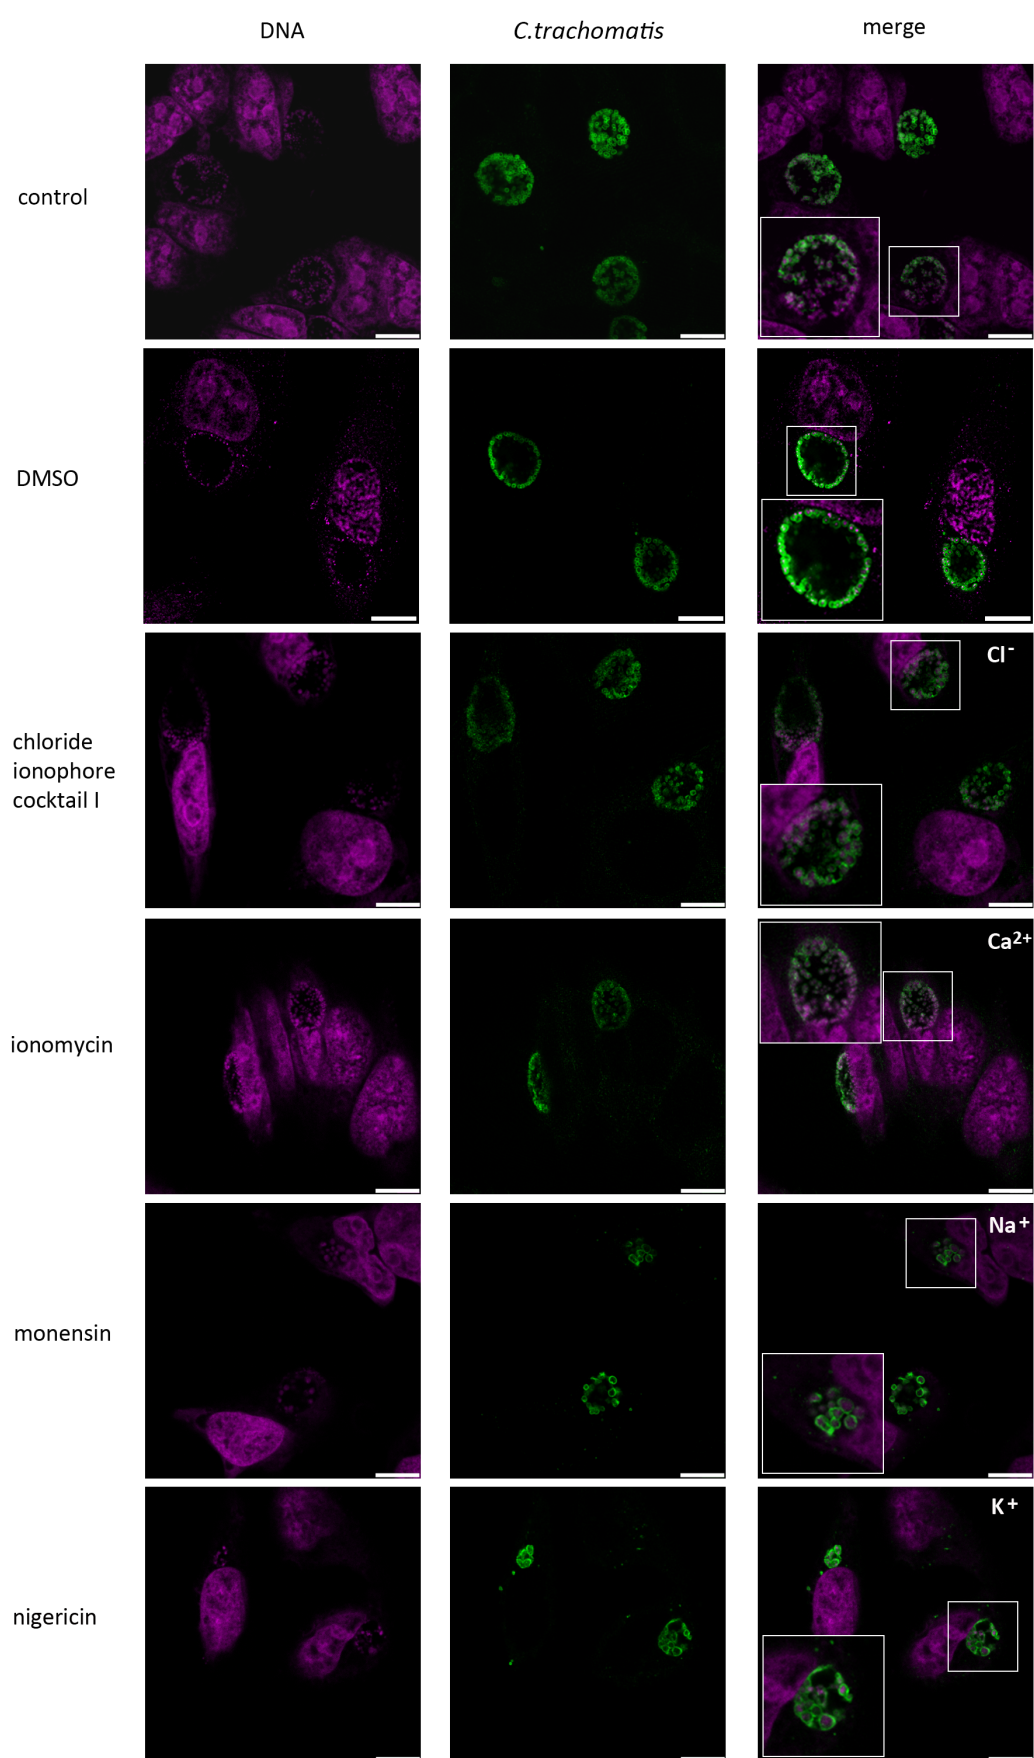 DNA
C.trachomatis
merge
control
DMSO
chloride
ionophore
cocktail I
Cl⁻
ionomycin
Ca²⁺
monensin
Na⁺
nigericin
K⁺